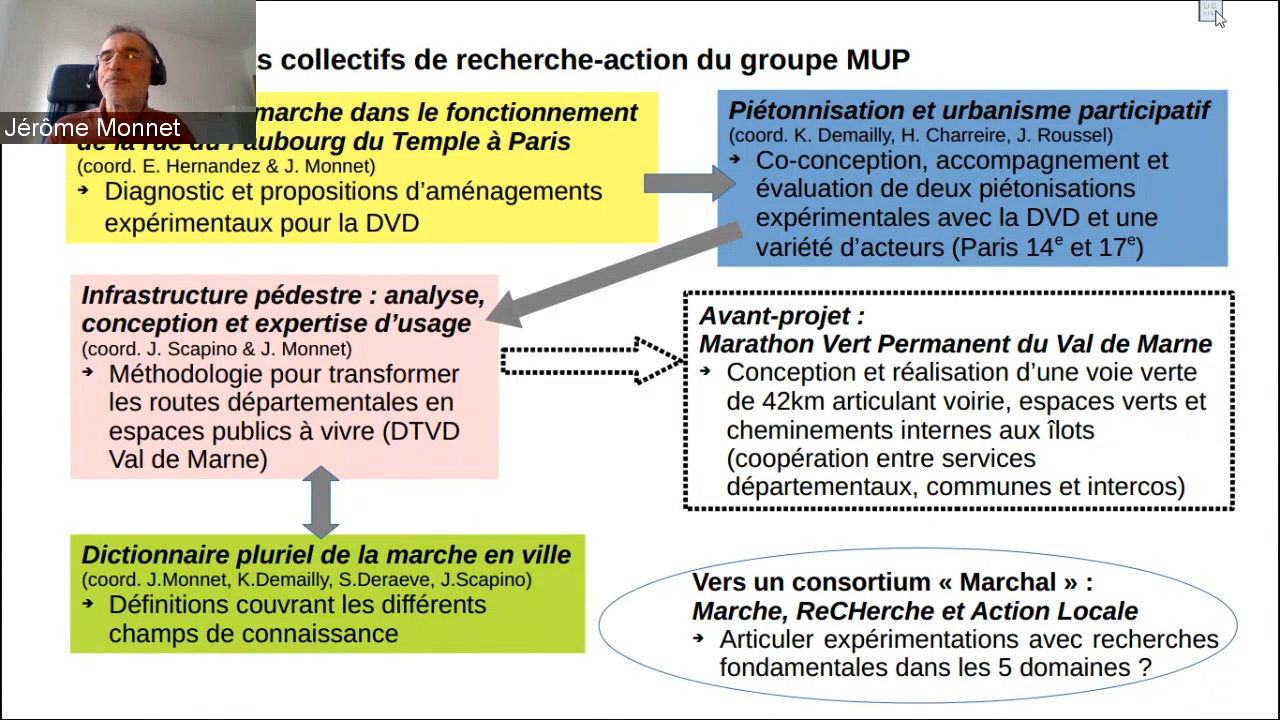 s collectifs de recherche-action du groupe MUP
Jérôme Monnet
marche dans le fonctionnement
de la rue du Faubourg du Temple à Paris
(coord. E. Hernandez & J. Monnet)
➔ Diagnostic et propositions d’aménagements
expérimentaux pour la DVD
Piétonnisation et urbanisme participatif
(coord. K. Demailly, H. Charreire, J. Roussel)
➔ Co-conception, accompagnement et
évaluation de deux piétonisations
expérimentales avec la DVD et une
variété d’acteurs (Paris 14e et 17e)
Infrastructure pédestre : analyse,
conception et expertise d’usage
(coord. J. Scapino & J. Monnet)
➔ Méthodologie pour transformer
les routes départementales en
espaces publics à vivre (DTVD
Val de Marne)
Avant-projet :
Marathon Vert Permanent du Val de Marne
➔ Conception et réalisation d’une voie verte
de 42km articulant voirie, espaces verts et
cheminements internes aux îlots
(coopération entre services
départementaux, communes et intercos)
Dictionnaire pluriel de la marche en ville
(coord. J.Monnet, K.Demailly, S.Deraeve, J.Scapino)
➔ Définitions couvrant les différents
champs de connaissance
Vers un consortium « Marchal » :
Marche, ReCHerche et Action Locale
➔ Articuler expérimentations avec recherches
fondamentales dans les 5 domaines ?